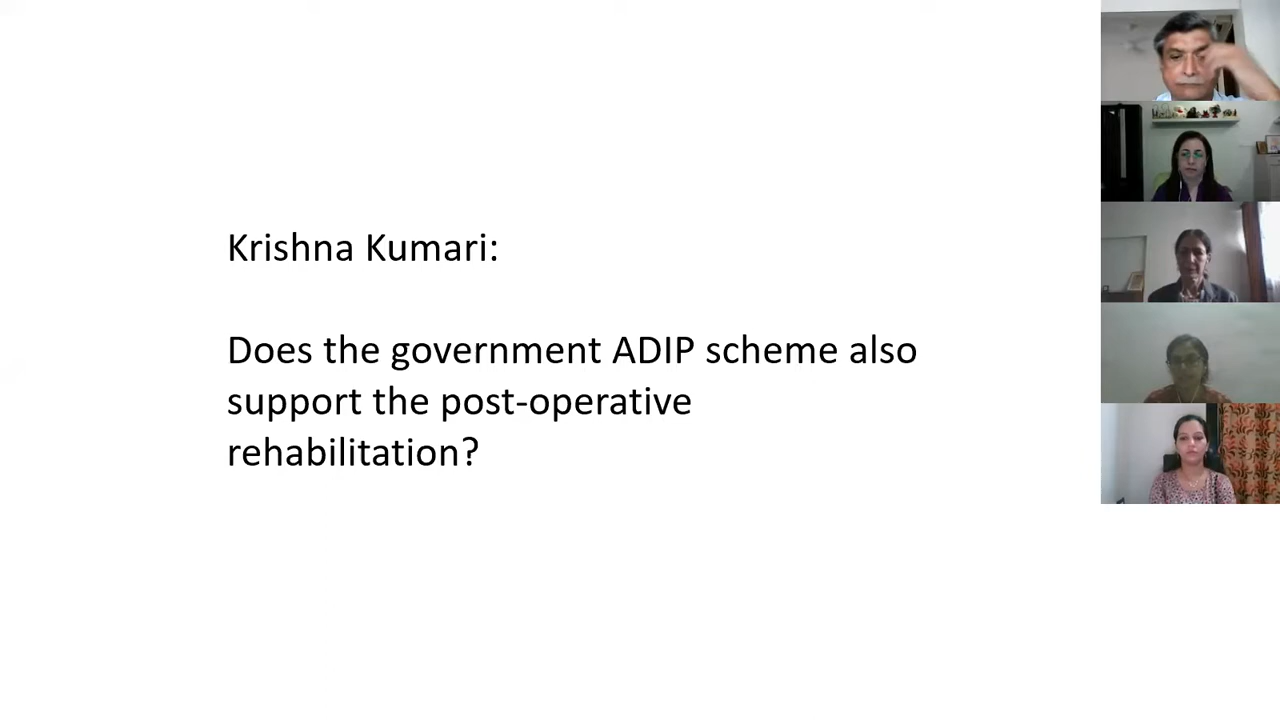 Krishna Kumari:
Does the government ADIP scheme also
support the post-operative
rehabilitation?